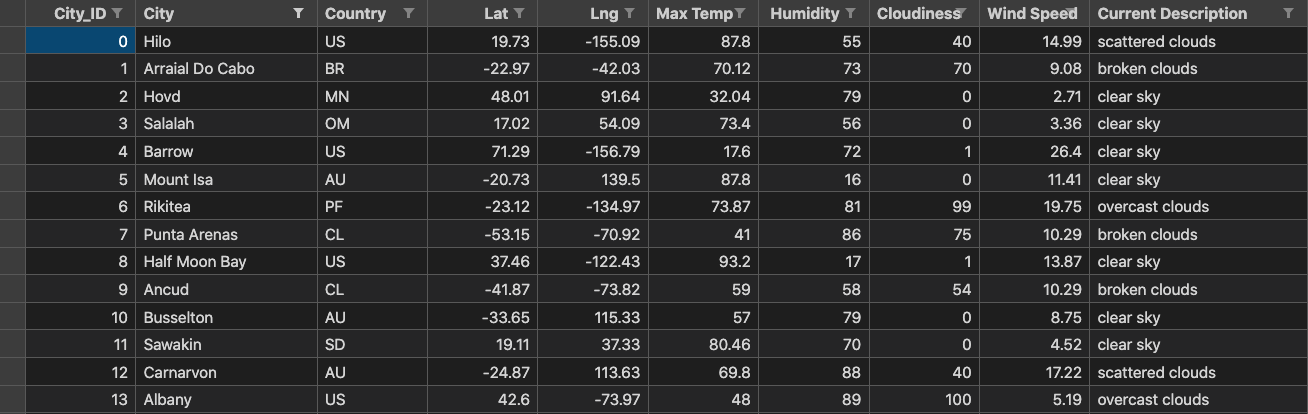 City_ID City Country Lat Lng Max Temp Humidity Cloudiness Wind Speed Current Description
0 Hilo US 19.73 -155.09 87.8 55 40 14.99 scattered clouds
1 Arraial Do Cabo BR -22.97 -42.03 70.12 73 70 9.08 broken clouds
2 Hovd MN 48.01 91.64 32.04 79 0 2.71 clear sky
3 Salalah OM 17.02 54.09 73.4 56 0 3.36 clear sky
4 Barrow US 71.29 -156.79 17.6 72 1 26.4 clear sky
5 Mount Isa AU -20.73 139.5 87.8 16 0 11.41 clear sky
6 Rikitea PF -23.12 -134.97 73.87 81 99 19.75 overcast clouds
7 Punta Arenas CL -53.15 -70.92 41 86 75 10.29 broken clouds
8 Half Moon Bay US 37.46 -122.43 93.2 17 1 13.87 clear sky
9 Ancud CL -41.87 -73.82 59 58 54 10.29 broken clouds
10 Busselton AU -33.65 115.33 57 79 0 8.75 clear sky
11 Sawakin SD 19.11 37.33 80.46 70 0 4.52 clear sky
12 Carnarvon AU -24.87 113.63 69.8 88 40 17.22 scattered clouds
13 Albany US 42.6 -73.97 48 89 100 5.19 overcast clouds